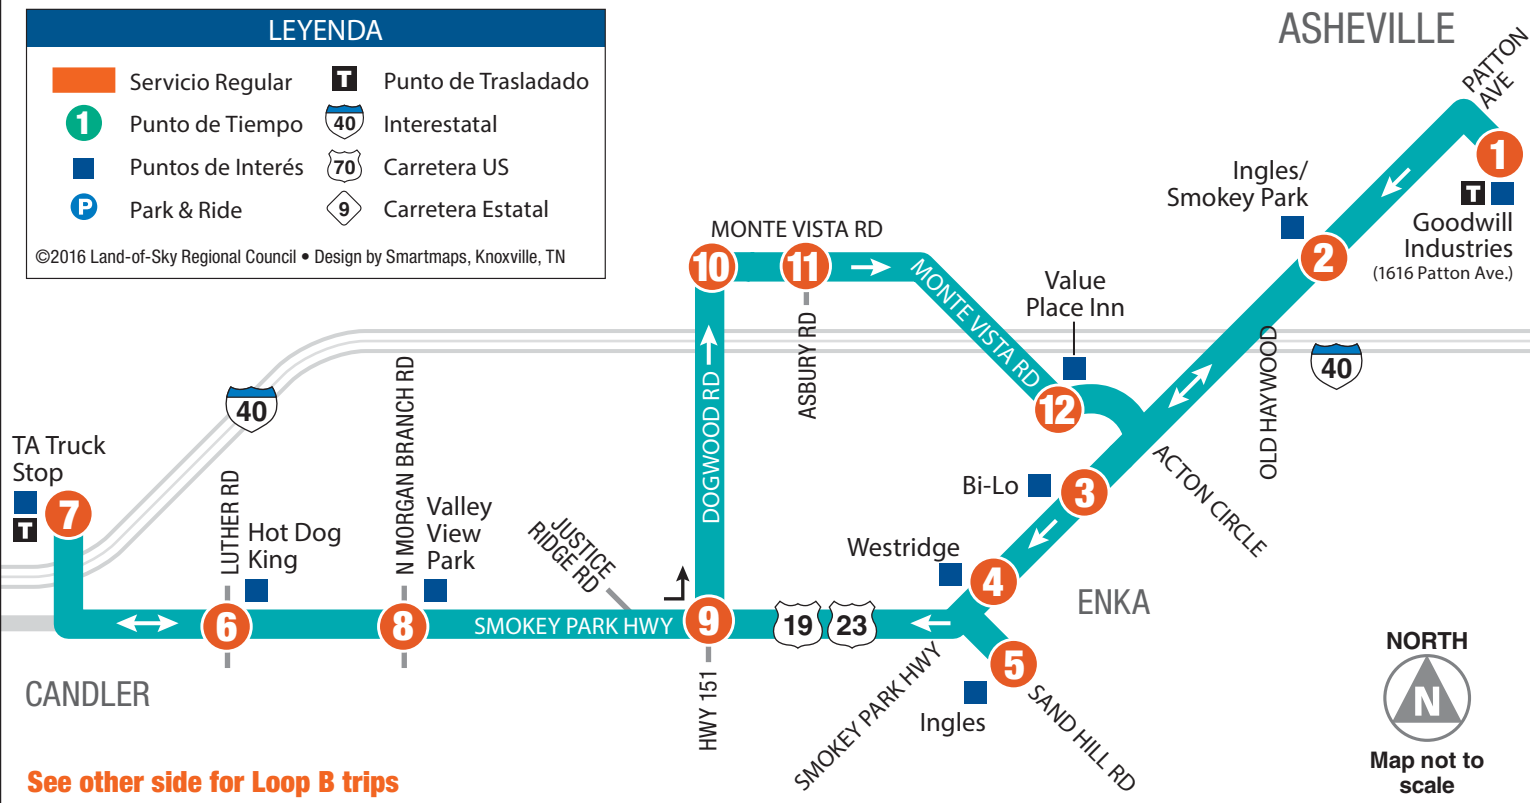 LEYENDA
Servicio Regular
T Punto de Trasladado
1 Punto de Tiempo
40 Interestatal
Puntos de Interés
70 Carretera US
P Park & Ride
9 Carretera Estatal
©2016 Land-of-Sky Regional Council • Design by Smartmaps, Knoxville, TN
ASHEVILLE
PATTON
AVE
1
T
Goodwill
Industries
(1616 Patton Ave.)
Ingles/
Smokey Park
2
MONTE VISTA RD
10
11
MONTE VISTA RD
Value
Place Inn
12
ASBURY RD
OLD HAYWOOD
40
40
DOGWOOD RD
ACTON CIRCLE
Bi-Lo
3
TA Truck
Stop
T
7
LUTHER RD
Hot Dog
King
N MORGAN BRANCH RD
Valley
View
Park
JUSTICE
RIDGE RD
Westridge
4
ENKA
6
8
SMOKEY PARK HWY
9
19
23
5
CANDLER
HWY 151
SMOKEY PARK HWY
Ingles
SAND HILL RD
NORTH
N
Map not to
scale
See other side for Loop B trips